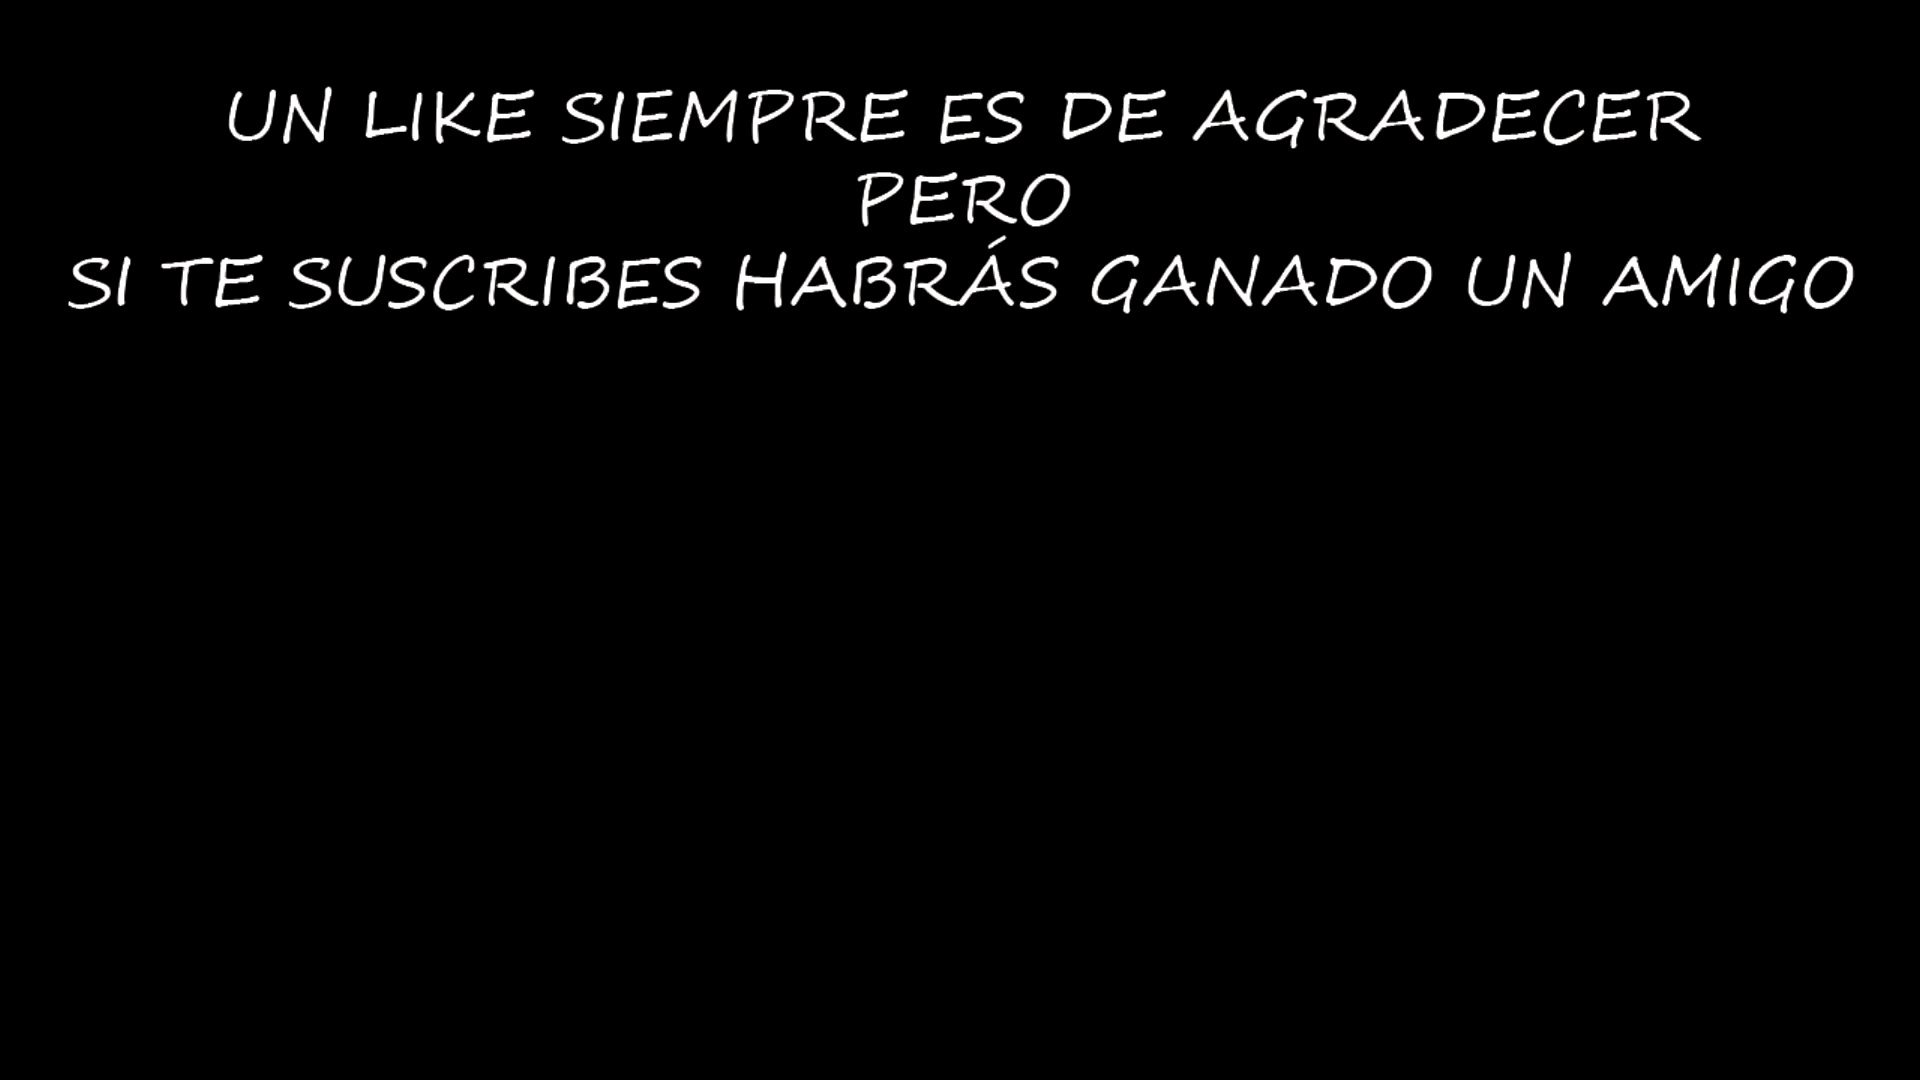 UN LIKE SIEMPRE ES DE AGRADECER
PERO
SI TE SUSCRIBES HABRÁS GANADO UN AMIGO